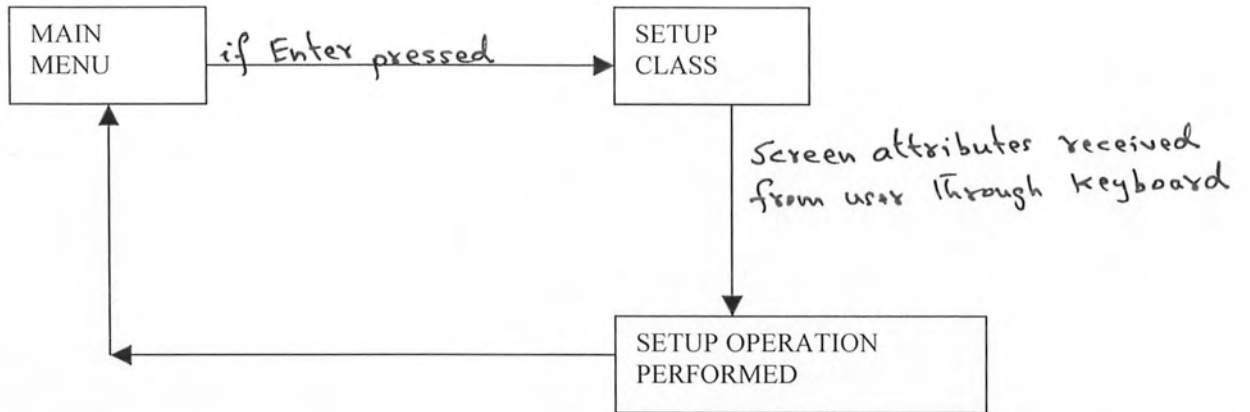 MAIN
MENU
if Enter pressed
SETUP
CLASS
Screen attributes received
from user Through keyboard
SETUP OPERATION
PERFORMED